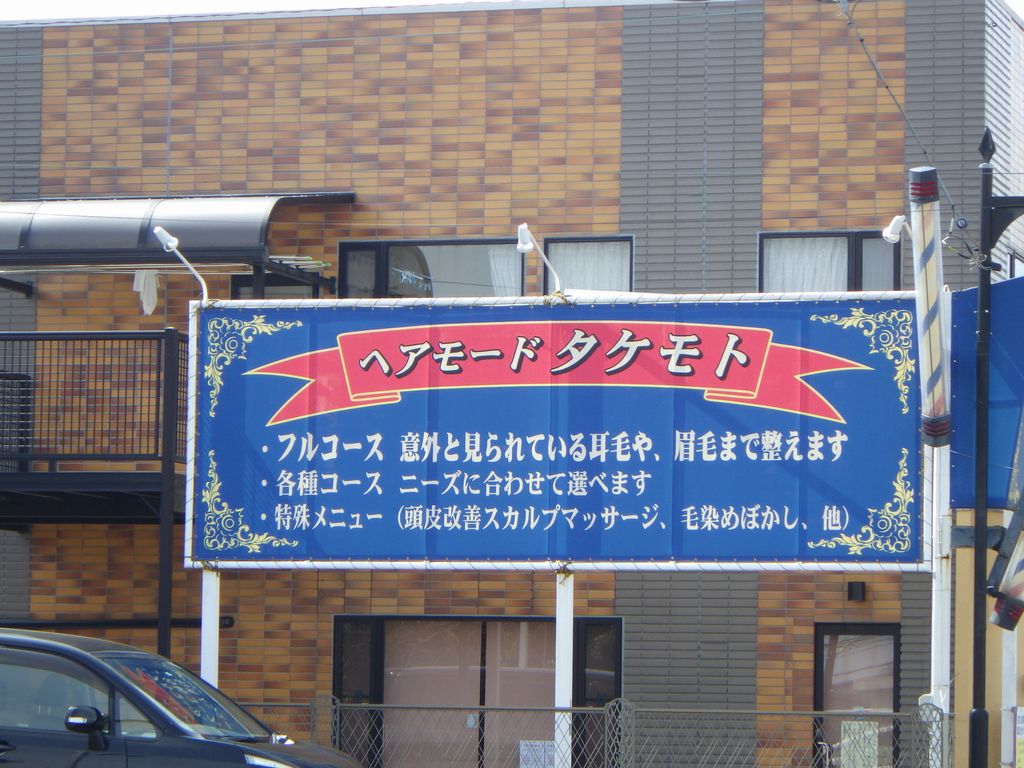 ヘアモード タケモト
・フルコース 意外と見られている耳毛や、眉毛まで整えます
・各種コース ニーズに合わせて選べます
・特殊メニュー（頭皮改善スカルプマッサージ、毛染めぼかし、他）